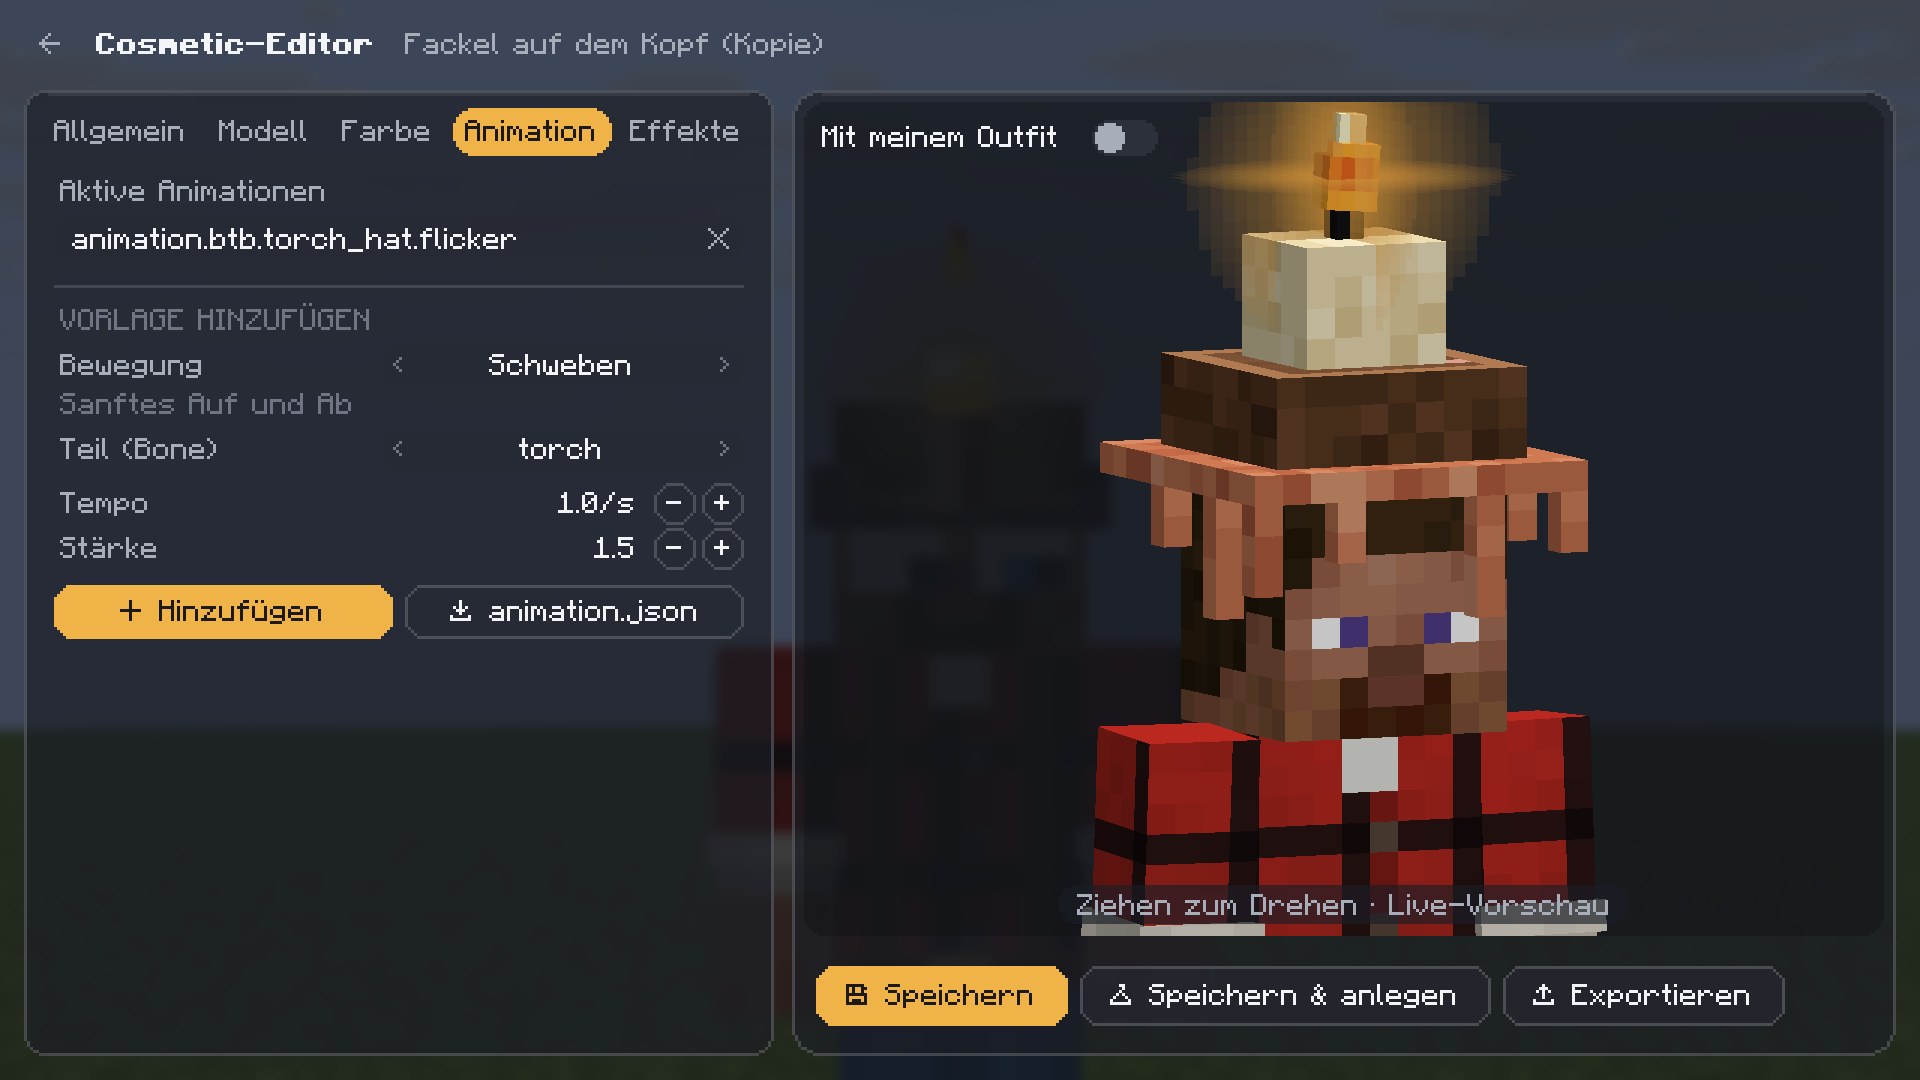 Cosmetic-Editor Fackel auf dem Kopf (Kopie)
Allgemein Modell Farbe Animation Effekte
Aktive Animationen
animation.btb.torch_hat.flicker
VORLAGE HINZUFÜGEN
Bewegung Schweben
Sanftes Auf und Ab
Teil (Bone) torch
Tempo 1.0/s
Stärke 1.5
+ Hinzufügen animation.json
Mit meinem Outfit
Ziehen zum Drehen · Live-Vorschau
Speichern Speichern & anlegen Exportieren